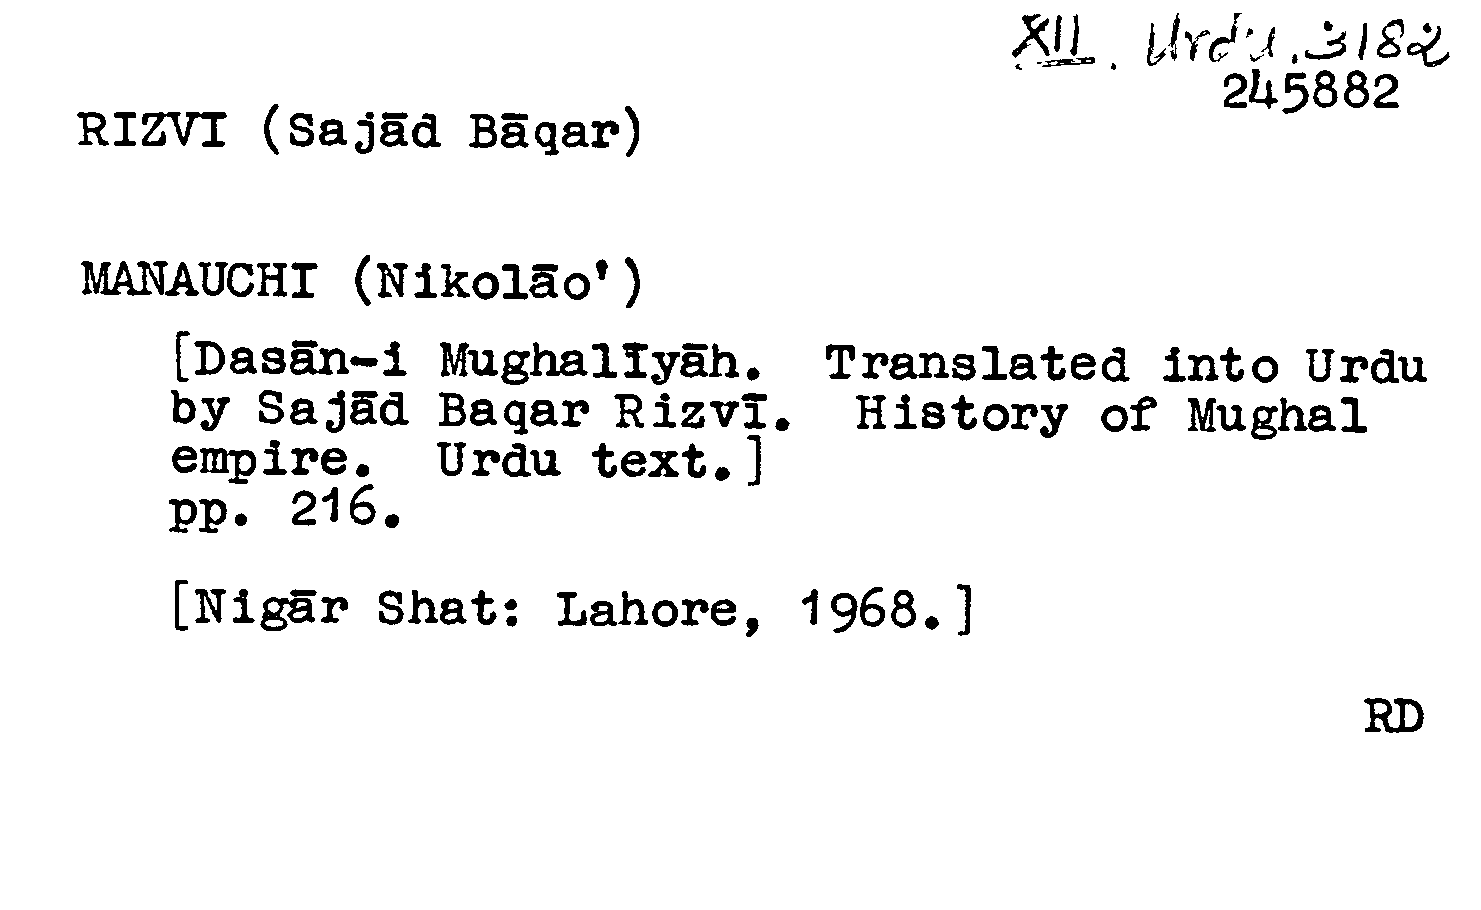 XII. Urdu.3182
245882
RIZVI (Sajād Bāqar)
MANAUCHI (Nikolāo')
[Dasān-i Mughalīyāh. Translated into Urdu
by Sajād Baqar Rizvī. History of Mughal
empire. Urdu text.]
pp. 216.
[Nigār Shat: Lahore, 1968.]
RD